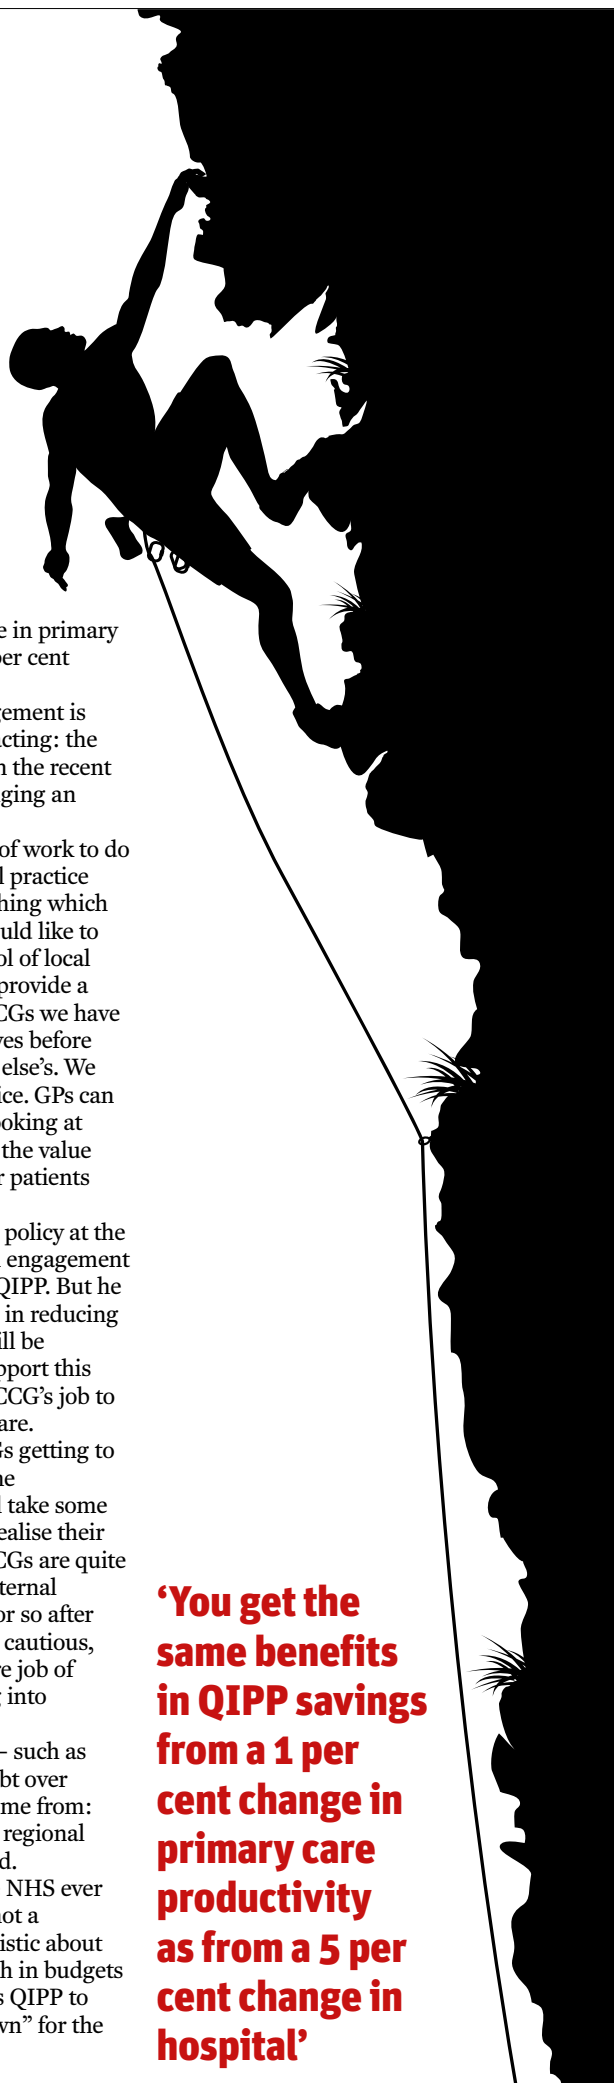 e in primary
per cent
gement is
acting: the
n the recent
ging an
of work to do
l practice
hing which
uld like to
ol of local
provide a
CGs we have
ves before
else's. We
ice. GPs can
oking at
the value
r patients
policy at the
engagement
QIPP. But he
in reducing
ill be
pport this
CCG's job to
are.
Gs getting to
he
l take some
ealise their
CGs are quite
ternal
or so after
cautious,
re job of
g into
– such as
bt over
me from:
regional
d.
NHS ever
not a
istic about
h in budgets
s QIPP to
wn” for the
‘You get the
same benefits
in QIPP savings
from a 1 per
cent change in
primary care
productivity
as from a 5 per
cent change in
hospital’